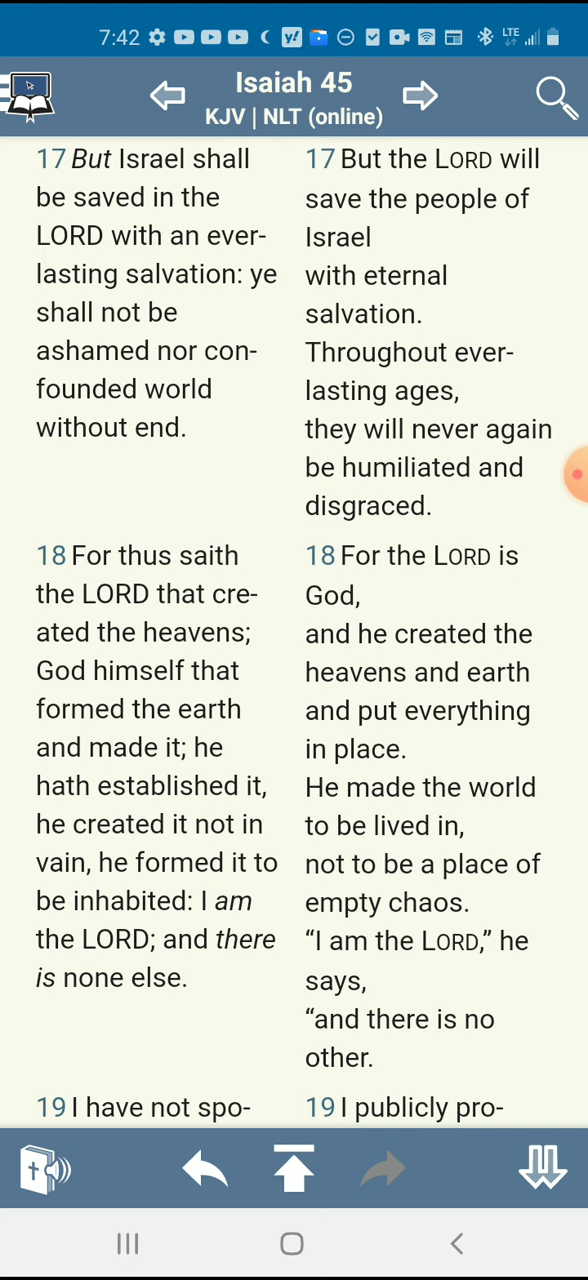 7:42
y!
LTE
Isaiah 45
KJV | NLT (online)
17 But Israel shall
be saved in the
LORD with an ever-
lasting salvation: ye
shall not be
ashamed nor con-
founded world
without end.
17 But the LORD will
save the people of
Israel
with eternal
salvation.
Throughout ever-
lasting ages,
they will never again
be humiliated and
disgraced.
18 For thus saith
the LORD that cre-
ated the heavens;
God himself that
formed the earth
and made it; he
hath established it,
he created it not in
vain, he formed it to
be inhabited: I am
the LORD; and there
is none else.
18 For the LORD is
God,
and he created the
heavens and earth
and put everything
in place.
He made the world
to be lived in,
not to be a place of
empty chaos.
“I am the LORD,” he
says,
“and there is no
other.
19 I have not spo-
19 I publicly pro-